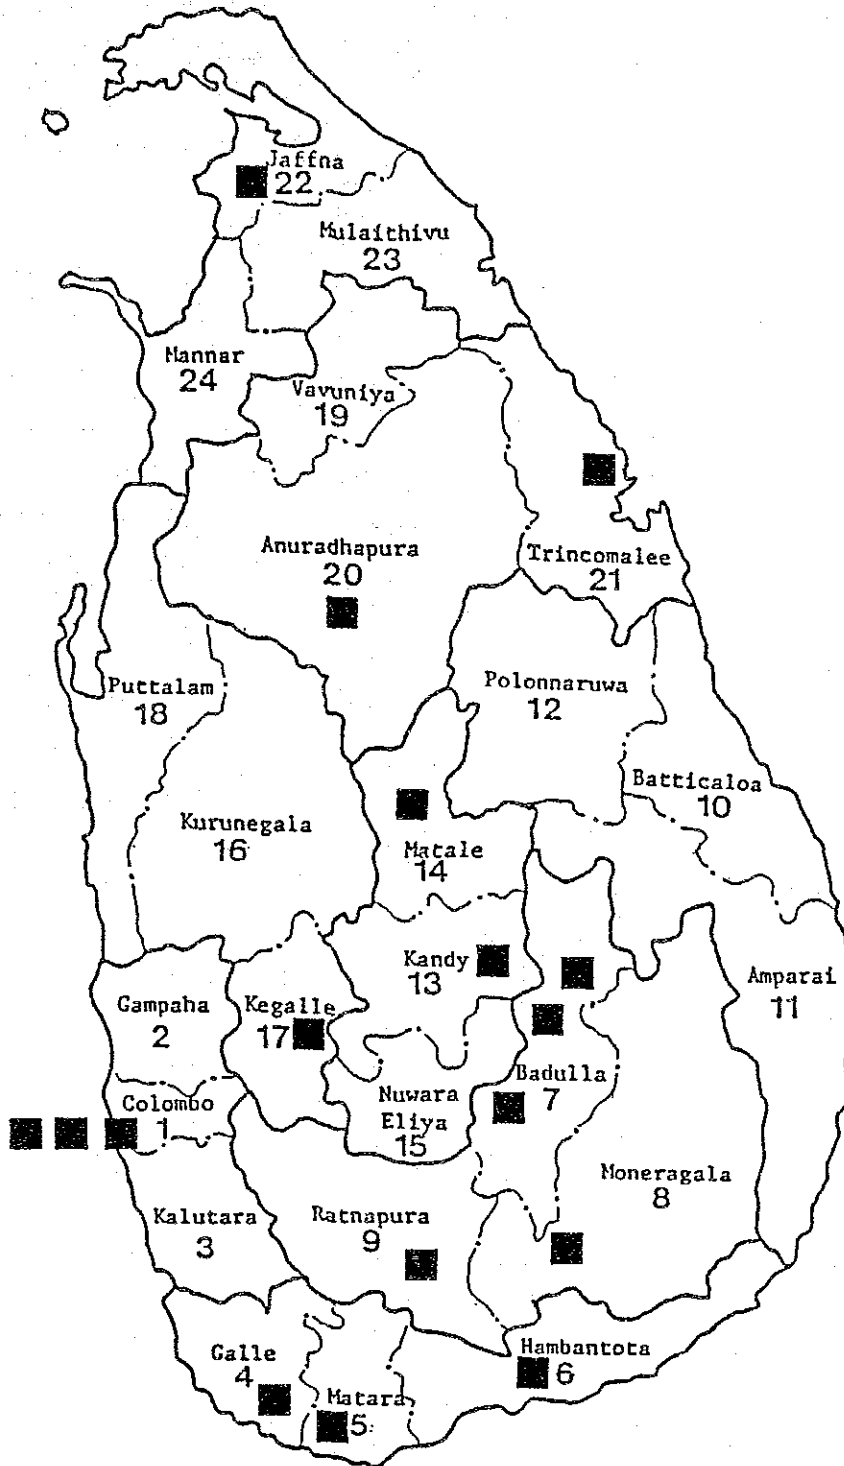 Jaffna
22
Mulaithivu
23
Mannar
24
Vavuniya
19
Anuradhapura
20
Trincomalee
21
Puttalam
18
Polonnaruwa
12
Batticaloa
10
Kurunegala
16
Matale
14
Kandy
13
Amparai
11
Gampaha
2
Kegalle
17
Badulla
7
Nuwara
Eliya
15
Colombo
1
Moneragala
8
Kalutara
3
Ratnapura
9
Galle
4
Hambantota
6
Matara
5